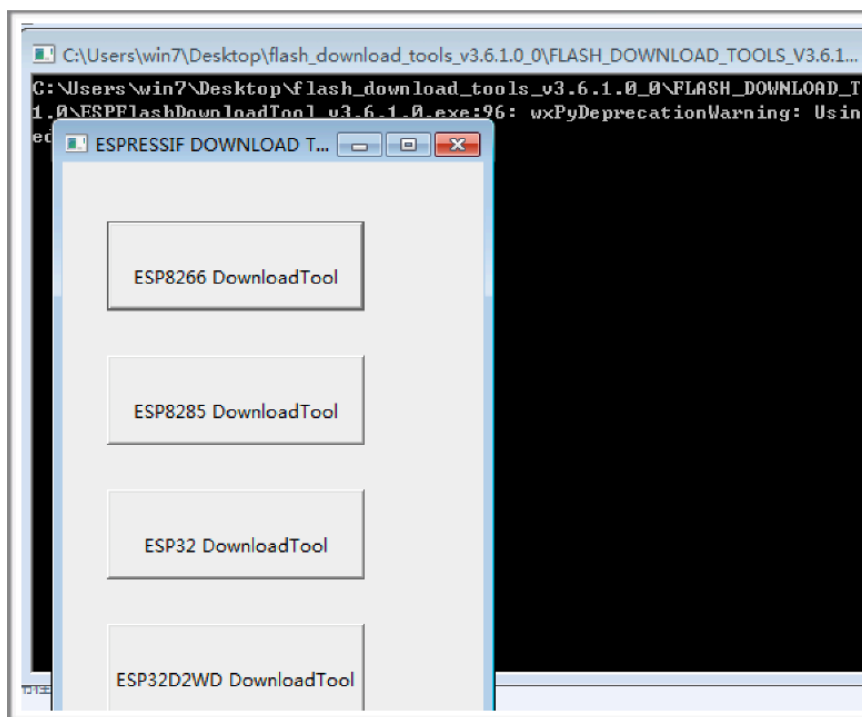 C:\Users\win7\Desktop\flash_download_tools_v3.6.1.0_0\FLASH_DOWNLOAD_TOOLS_V3.6.1...
C:\Users\win7\Desktop\flash_download_tools_v3.6.1.0_0\FLASH_DOWNLOAD_T
1.0\ESPFlashDownloadTool_v3.6.1.0.exe:96: wxPyDeprecationWarning: Usin
ed
ESPRESSIF DOWNLOAD T...
ESP8266 DownloadTool
ESP8285 DownloadTool
ESP32 DownloadTool
ESP32D2WD DownloadTool